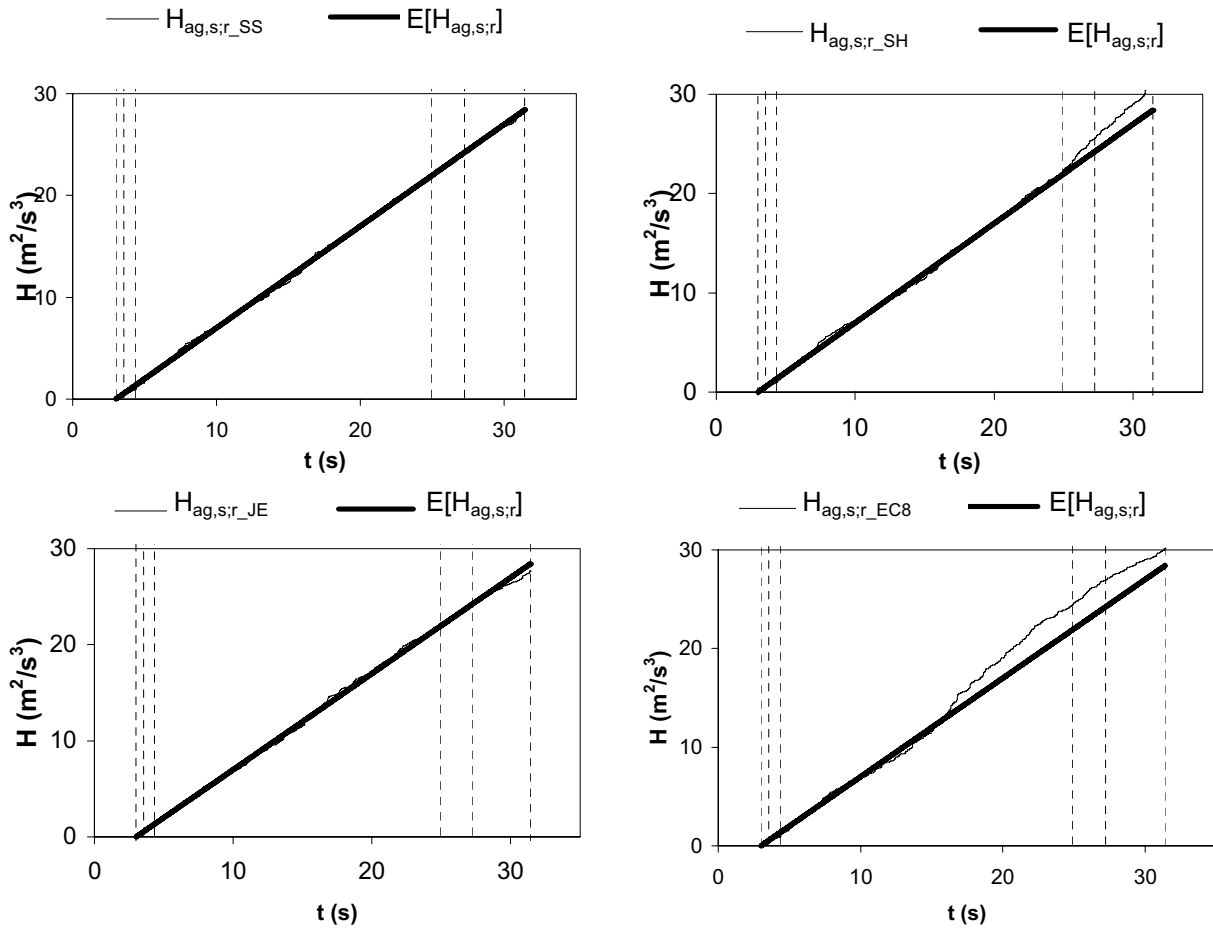 H_ag,s;r_SS E[H_ag,s;r]
30
20
10
0
H (m²/s³)
0 10 20 30
t (s)
H_ag,s;r_SH E[H_ag,s;r]
30
20
10
0
H (m²/s³)
0 10 20 30
t (s)
H_ag,s;r_JE E[H_ag,s;r]
30
20
10
0
H (m²/s³)
0 10 20 30
t (s)
H_ag,s;r_EC8 E[H_ag,s;r]
30
20
10
0
H (m²/s³)
0 10 20 30
t (s)